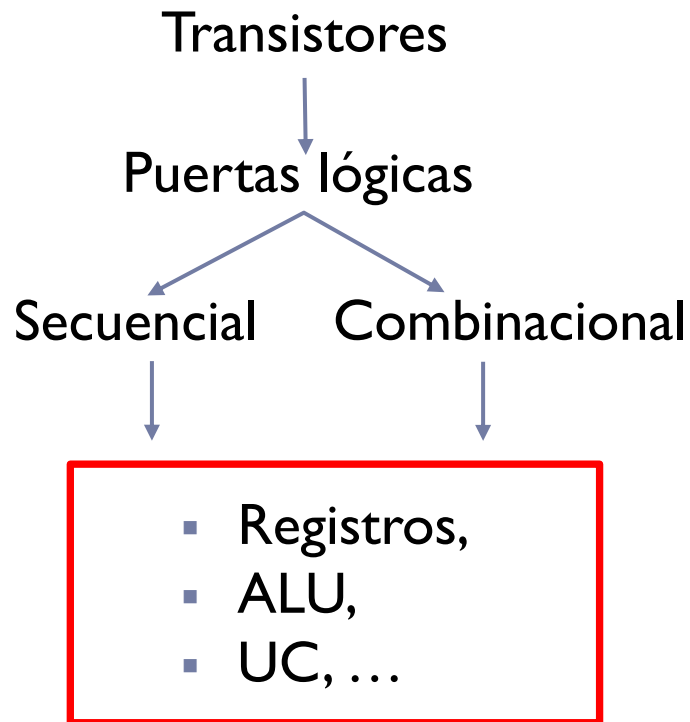 Transistores
Puertas lógicas
Secuencial Combinacional
▪ Registros,
▪ ALU,
▪ UC, …